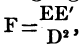 F = EE' / D²,